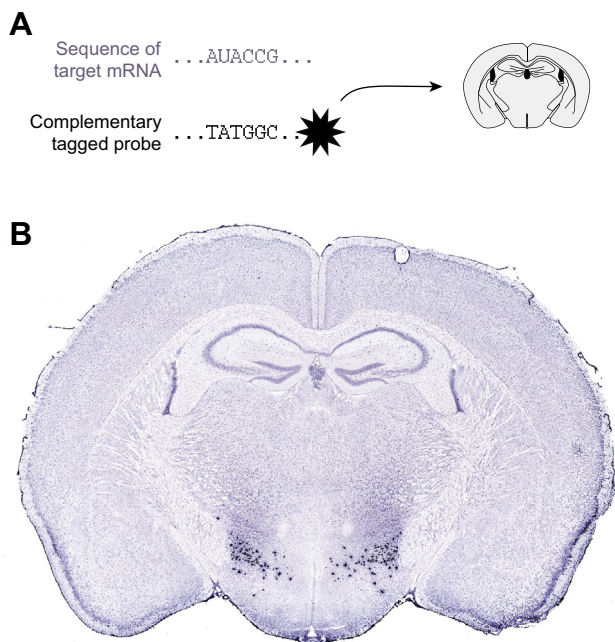 A
Sequence of
target mRNA
...AUACCG...
Complementary
tagged probe
...TATGGC..
B